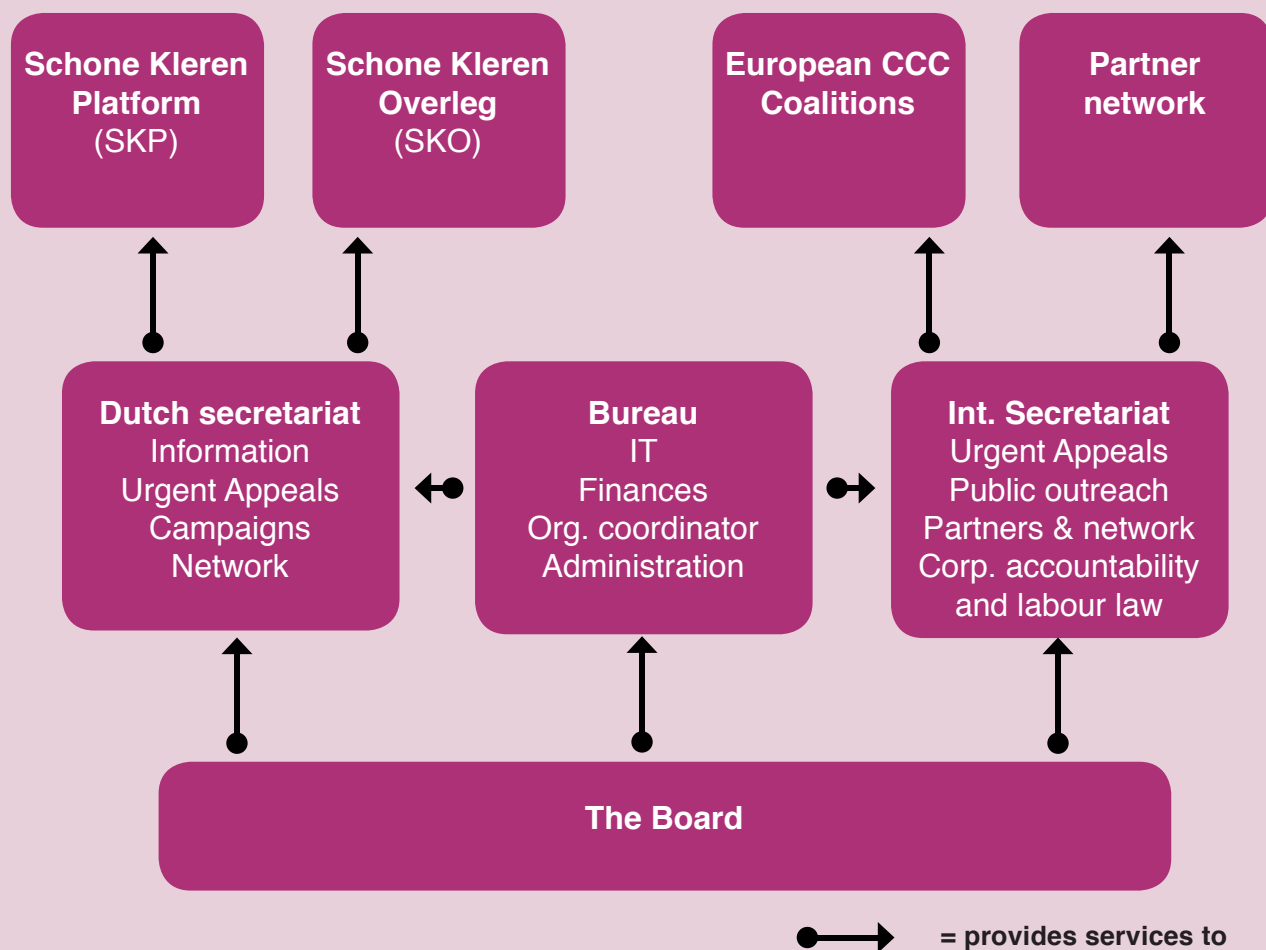 Schone Kleren
Platform
(SKP)
Schone Kleren
Overleg
(SKO)
European CCC
Coalitions
Partner
network
Dutch secretariat
Information
Urgent Appeals
Campaigns
Network
Bureau
IT
Finances
Org. coordinator
Administration
Int. Secretariat
Urgent Appeals
Public outreach
Partners & network
Corp. accountability
and labour law
The Board
= provides services to